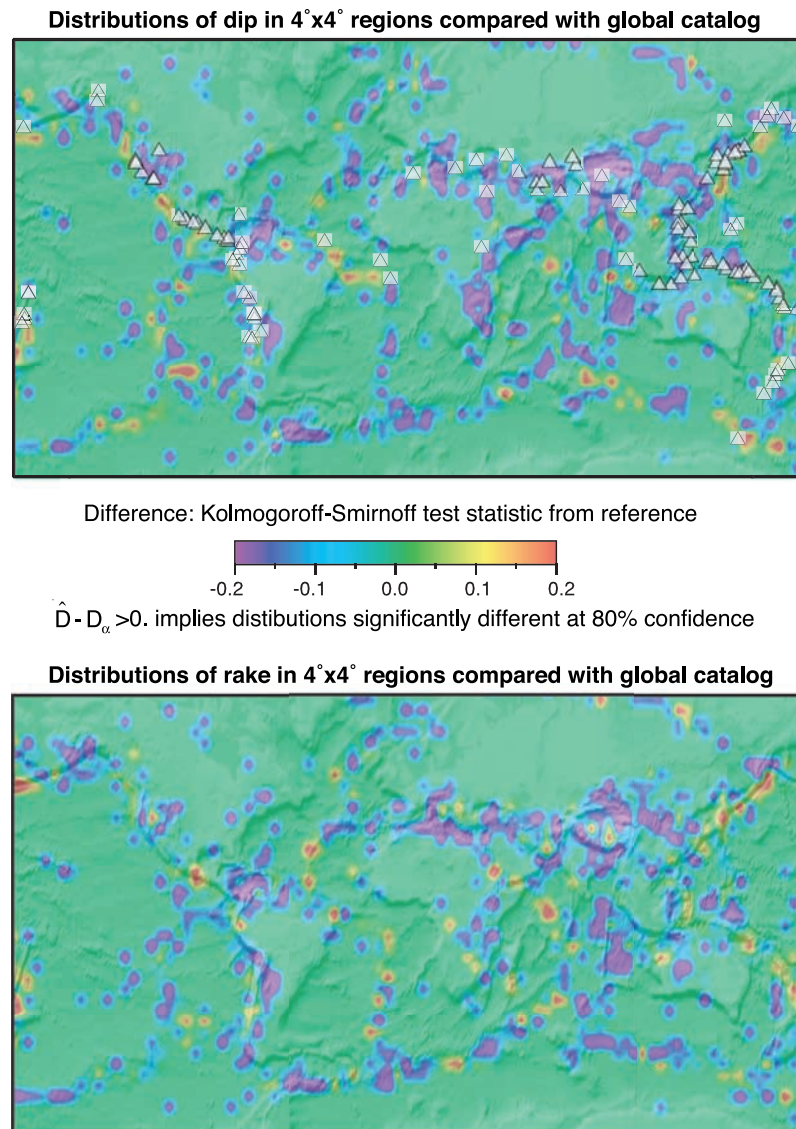 Distributions of dip in 4˚x4˚ regions compared with global catalog
Difference: Kolmogoroff-Smirnoff test statistic from reference
-0.2 -0.1 0.0 0.1 0.2
D̂ - Dα >0. implies distibutions significantly different at 80% confidence
Distributions of rake in 4˚x4˚ regions compared with global catalog